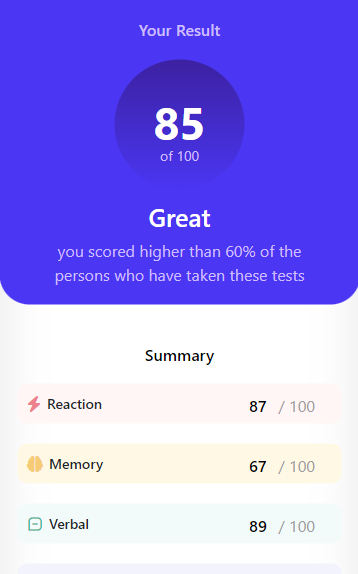 Your Result
85
of 100
Great
you scored higher than 60% of the
persons who have taken these tests
Summary
Reaction 87 / 100
Memory 67 / 100
Verbal 89 / 100